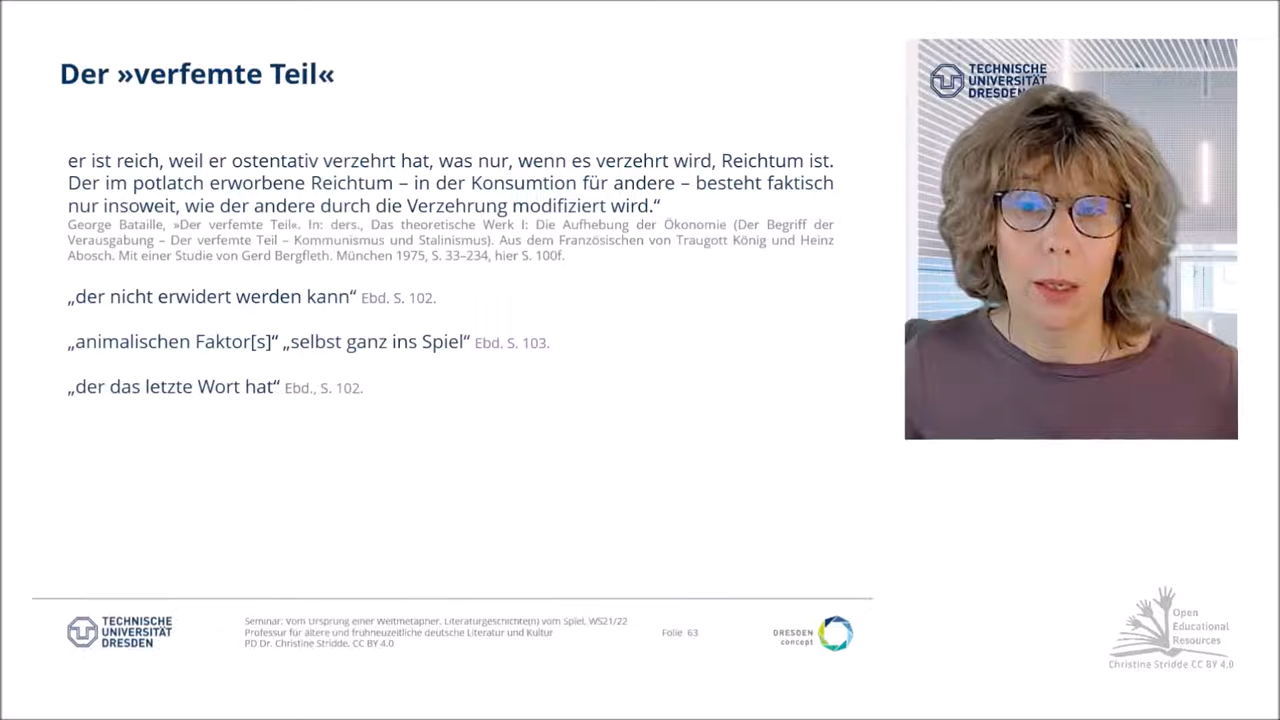 Der »verfemte Teil«
er ist reich, weil er ostentativ verzehrt hat, was nur, wenn es verzehrt wird, Reichtum ist.
Der im potlatch erworbene Reichtum – in der Konsumtion für andere – besteht faktisch
nur insoweit, wie der andere durch die Verzehrung modifiziert wird.“
George Bataille, »Der verfemte Teil«. In: ders., Das theoretische Werk I: Die Aufhebung der Ökonomie (Der Begriff der
Verausgabung – Der verfemte Teil – Kommunismus und Stalinismus). Aus dem Französischen von Traugott König und Heinz
Abosch. Mit einer Studie von Gerd Bergfleth. München 1975, S. 33–234, hier S. 100f.
„der nicht erwidert werden kann“ Ebd. S. 102.
„animalischen Faktor[s]“ „selbst ganz ins Spiel“ Ebd. S. 103.
„der das letzte Wort hat“ Ebd., S. 102.
TECHNISCHE
UNIVERSITÄT
DRESDEN
TECHNISCHE
UNIVERSITÄT
DRESDEN
Seminar: Vom Ursprung einer Weltmetapher. Literaturgeschichte(n) vom Spiel, WS21/22
Professur für ältere und frühneuzeitliche deutsche Literatur und Kultur
PD Dr. Christine Stridde. CC BY 4.0
Folie 63
DRESDEN
concept
Open
Educational
Resources
Christine Stridde CC BY 4.0